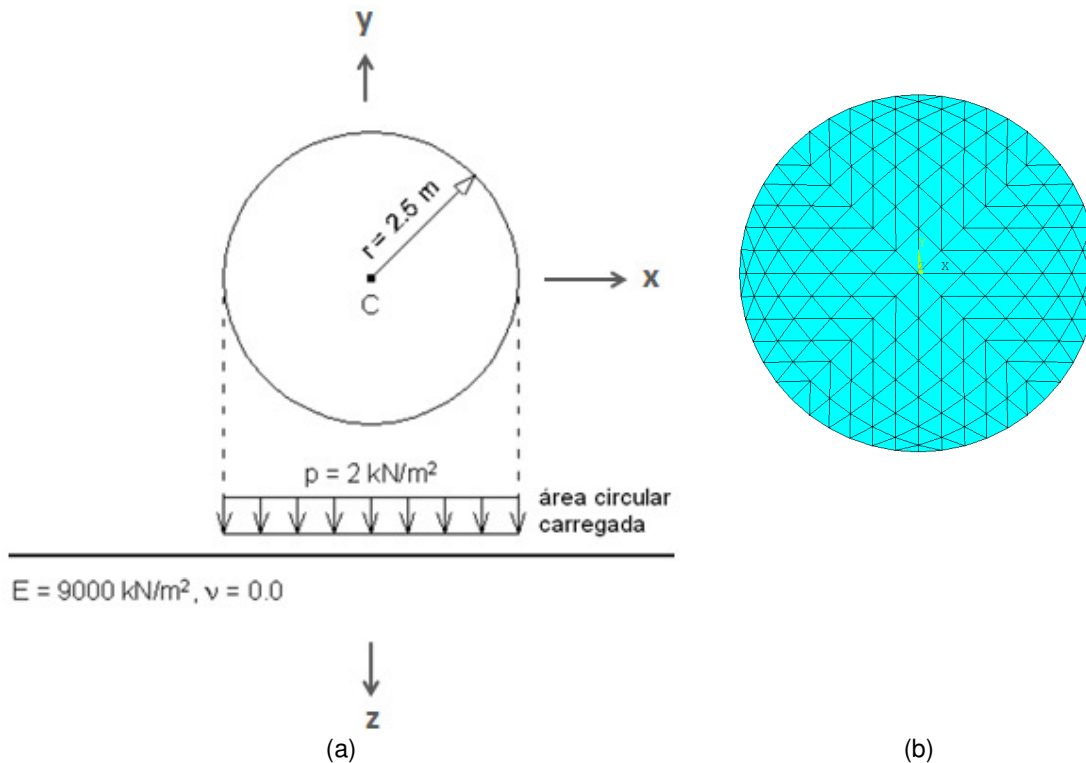 y
r = 2.5 m
C
x
p = 2 kN/m²
área circular
carregada
E = 9000 kN/m², ν = 0.0
z
(a)
x
(b)